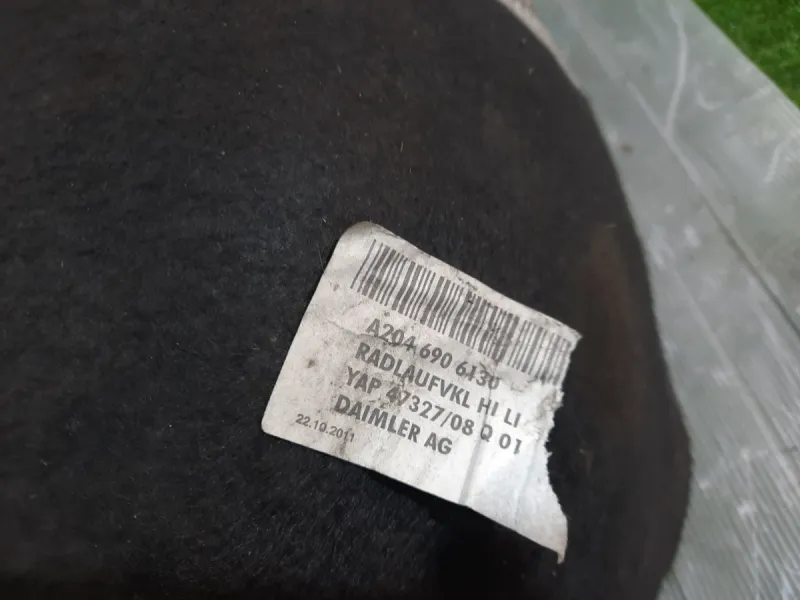 A204 690 6130
RADLAUFVKL HI LI
YAP 47327/08 Q 01
DAIMLER AG
22.10.2011